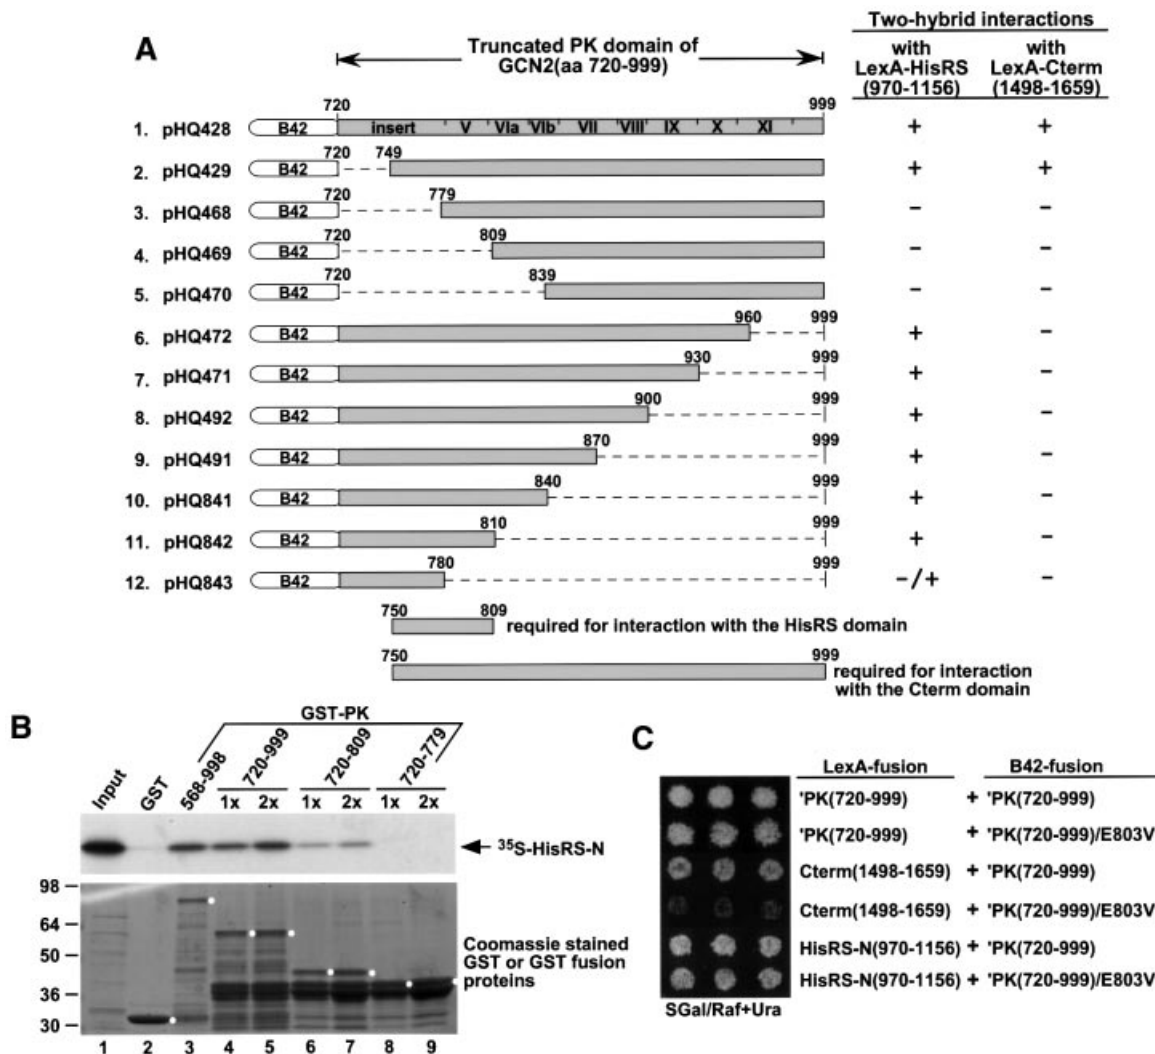 A
Truncated PK domain of
GCN2(aa 720-999)
Two-hybrid interactions
with
LexA-HisRS
(970-1156)
with
LexA-Cterm
(1498-1659)
720 999
1. pHQ428 B42 insert V VIa VIb VII VIII IX X XI + +
720 749
2. pHQ429 B42 + +
720 779
3. pHQ468 B42 - -
720 809
4. pHQ469 B42 - -
720 839
5. pHQ470 B42 - -
960 999
6. pHQ472 B42 + -
930 999
7. pHQ471 B42 + -
900 999
8. pHQ492 B42 + -
870 999
9. pHQ491 B42 + -
840 999
10. pHQ841 B42 + -
810 999
11. pHQ842 B42 + -
780 999
12. pHQ843 B42 -/+ -
750 809
required for interaction with the HisRS domain
750 999
required for interaction
with the Cterm domain
B
GST-PK
Input GST 568-998 720-999 720-809 720-779
1x 2x 1x 2x 1x 2x
35S-HisRS-N
98
64
50
36
30
Coomassie stained
GST or GST fusion
proteins
1 2 3 4 5 6 7 8 9
C
LexA-fusion B42-fusion
'PK(720-999) + 'PK(720-999)
'PK(720-999) + 'PK(720-999)/E803V
Cterm(1498-1659) + 'PK(720-999)
Cterm(1498-1659) + 'PK(720-999)/E803V
HisRS-N(970-1156) + 'PK(720-999)
HisRS-N(970-1156) + 'PK(720-999)/E803V
SGal/Raf+Ura